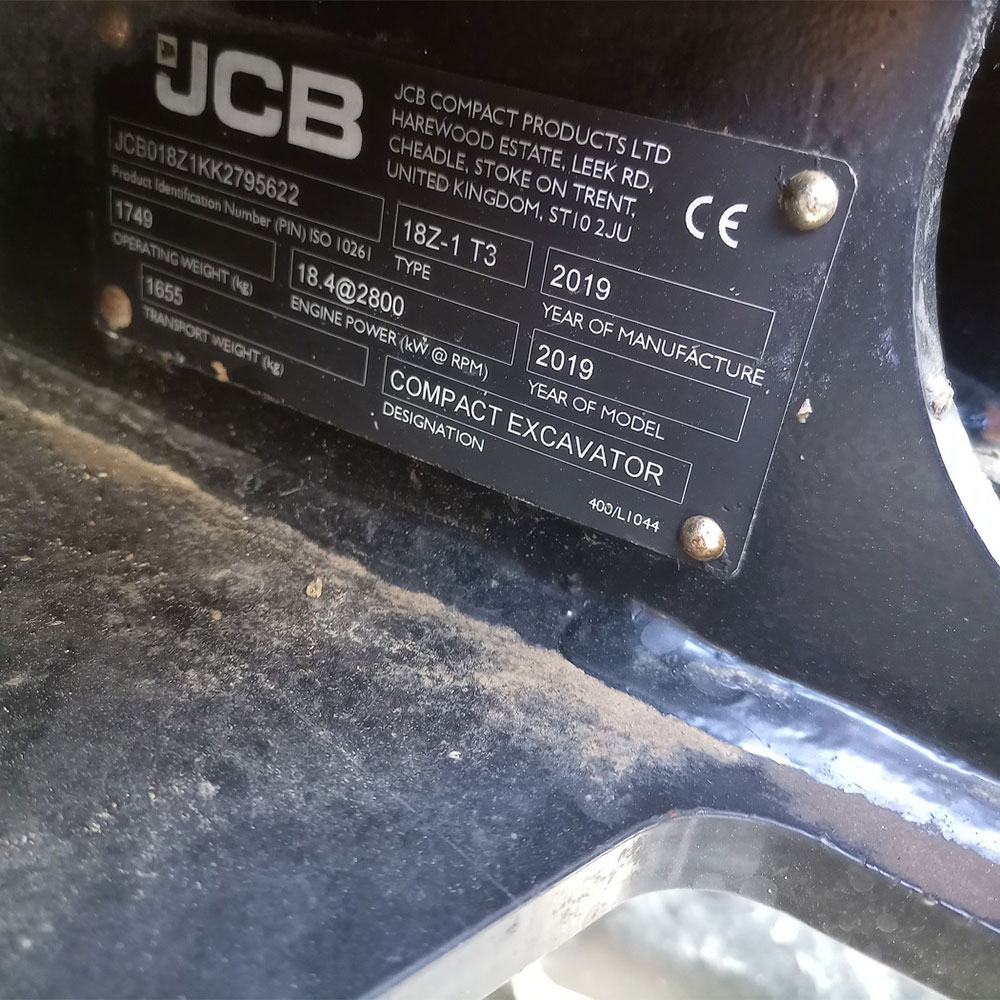 JCB
JCB COMPACT PRODUCTS LTD
HAREWOOD ESTATE, LEEK RD,
CHEADLE, STOKE ON TRENT,
UNITED KINGDOM, ST10 2JU
CE
JCB018Z1KK2795622
Product Identification Number (PIN) ISO 10261
18Z-1 T3
TYPE
2019
YEAR OF MANUFACTURE
1749
OPERATING WEIGHT (kg)
18.4@2800
ENGINE POWER (kW @ RPM)
2019
YEAR OF MODEL
1655
TRANSPORT WEIGHT (kg)
COMPACT EXCAVATOR
DESIGNATION
400/L1044